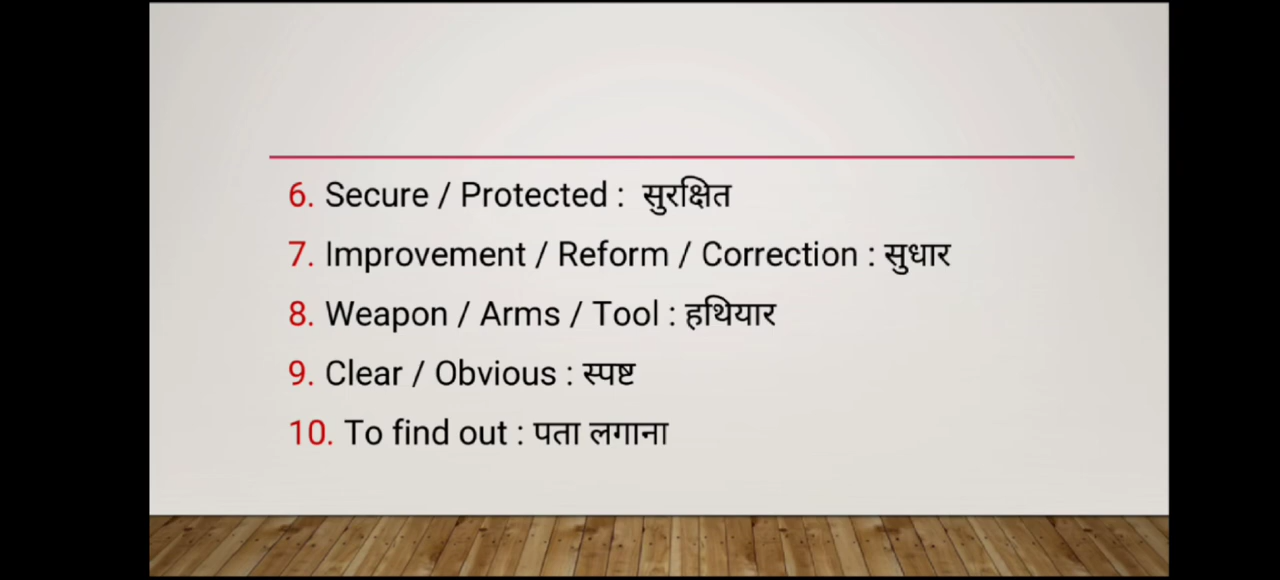 6. Secure / Protected : सुरक्षित
7. Improvement / Reform / Correction : सुधार
8. Weapon / Arms / Tool : हथियार
9. Clear / Obvious : स्पष्ट
10. To find out : पता लगाना